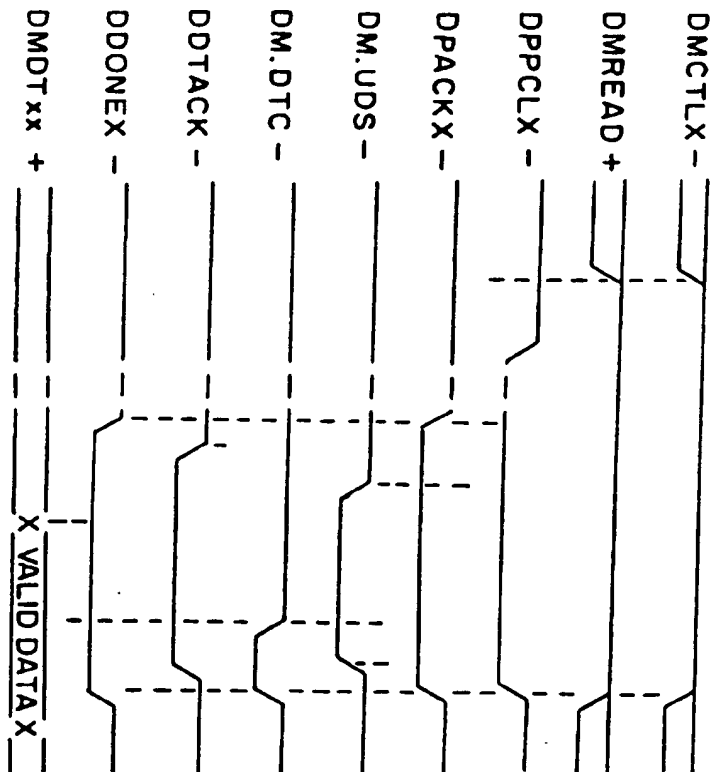 DMCTLX -
DMREAD +
DPPCLX -
DPACKX -
DM.UDS -
DM.DTC -
DDTACK -
DDONEX -
DMDTxx +
X VALID DATA X